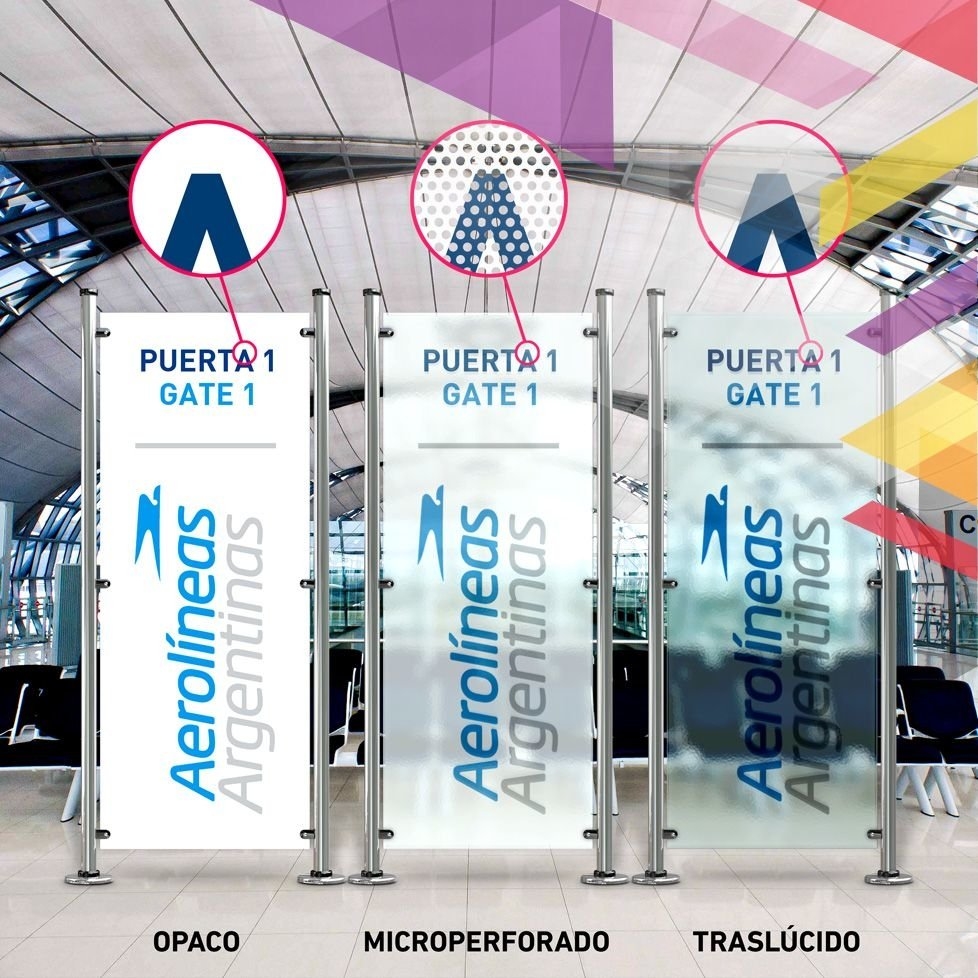 PUERTA 1
GATE 1
Aerolíneas
Argentinas
PUERTA 1
GATE 1
Aerolíneas
Argentinas
PUERTA 1
GATE 1
Aerolíneas
Argentinas
A
A
A
C
OPACO
MICROPERFORADO
TRASLÚCIDO